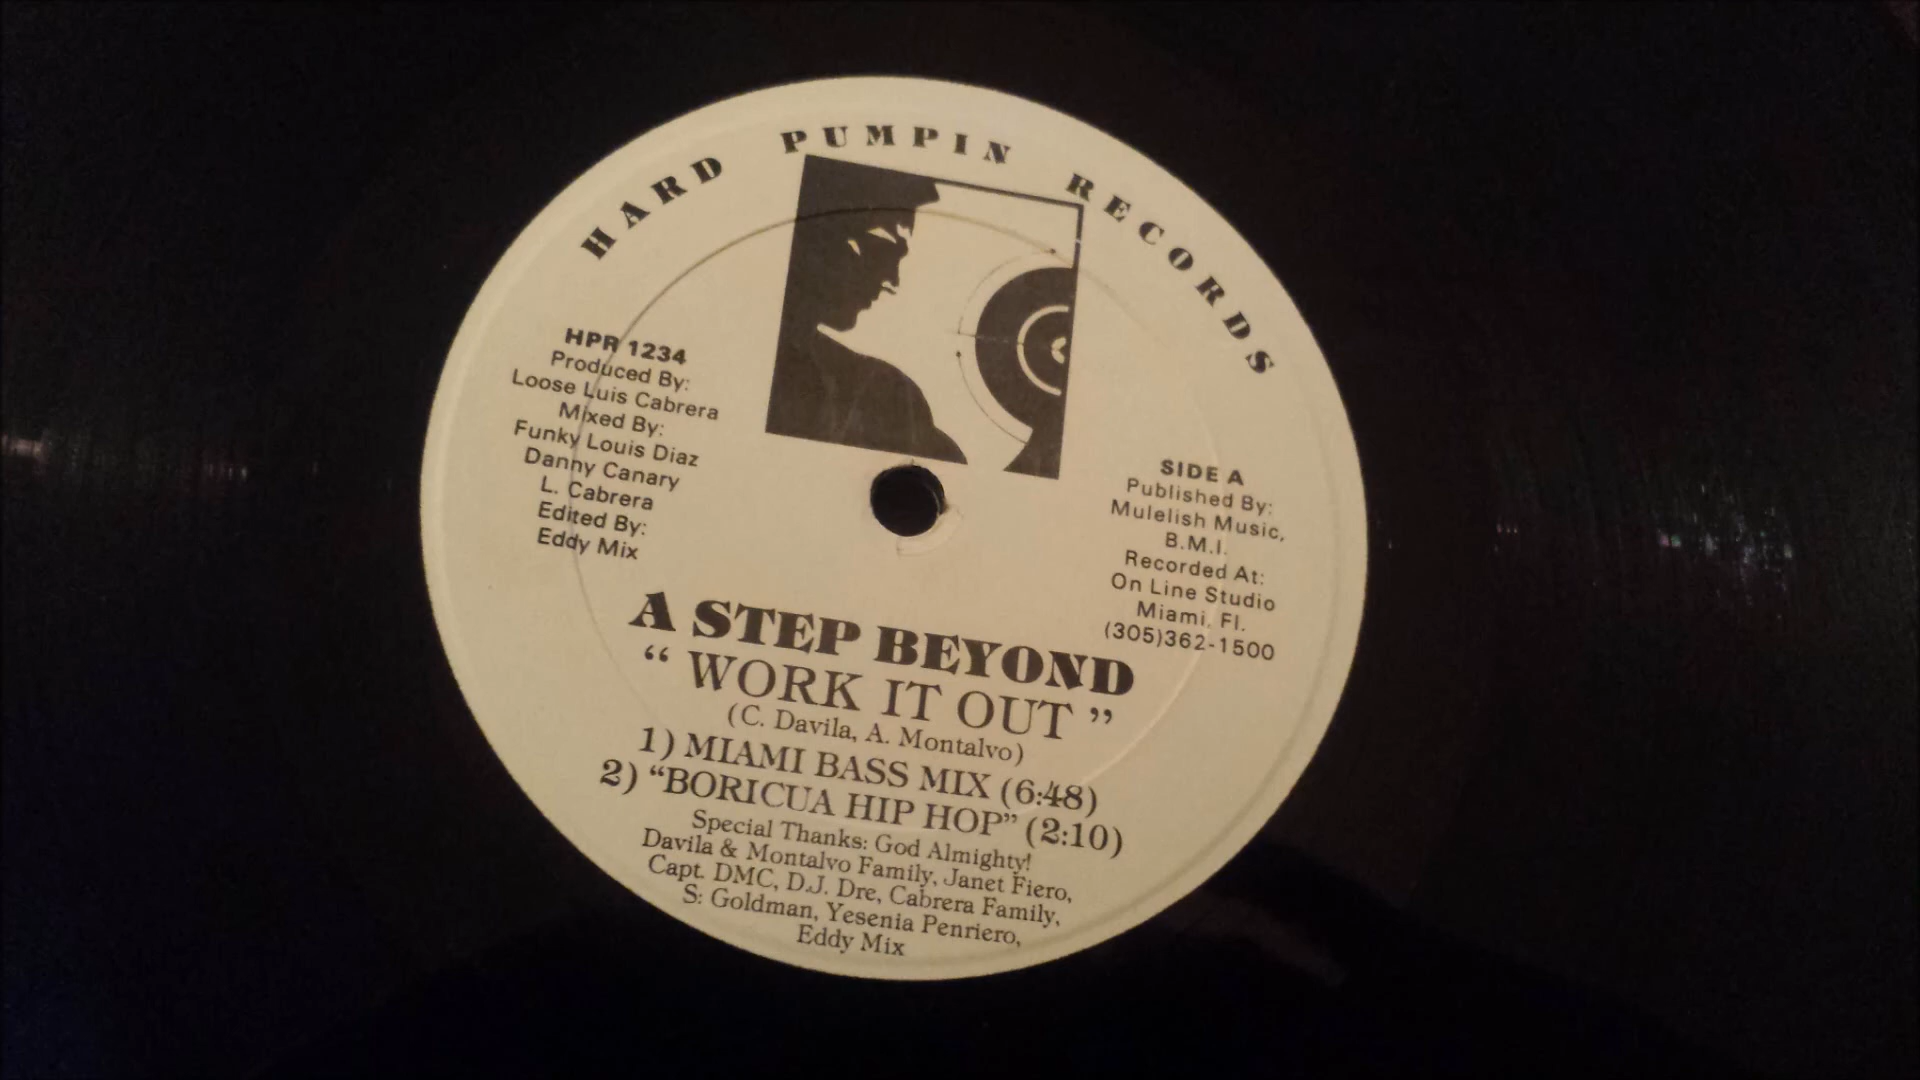 HARD PUMPIN RECORDS
HPR 1234
Produced By:
Loose Luis Cabrera
Mixed By:
Funky Louis Diaz
Danny Canary
L. Cabrera
Edited By:
Eddy Mix
SIDE A
Published By:
Mulelish Music,
B.M.I.
Recorded At:
On Line Studio
Miami, Fl.
(305)362-1500
A STEP BEYOND
“ WORK IT OUT ”
(C. Davila, A. Montalvo)
1) MIAMI BASS MIX (6:48)
2) “BORICUA HIP HOP” (2:10)
Special Thanks: God Almighty!
Davila & Montalvo Family, Janet Fiero,
Capt. DMC, D.J. Dre, Cabrera Family,
S: Goldman, Yesenia Penriero,
Eddy Mix